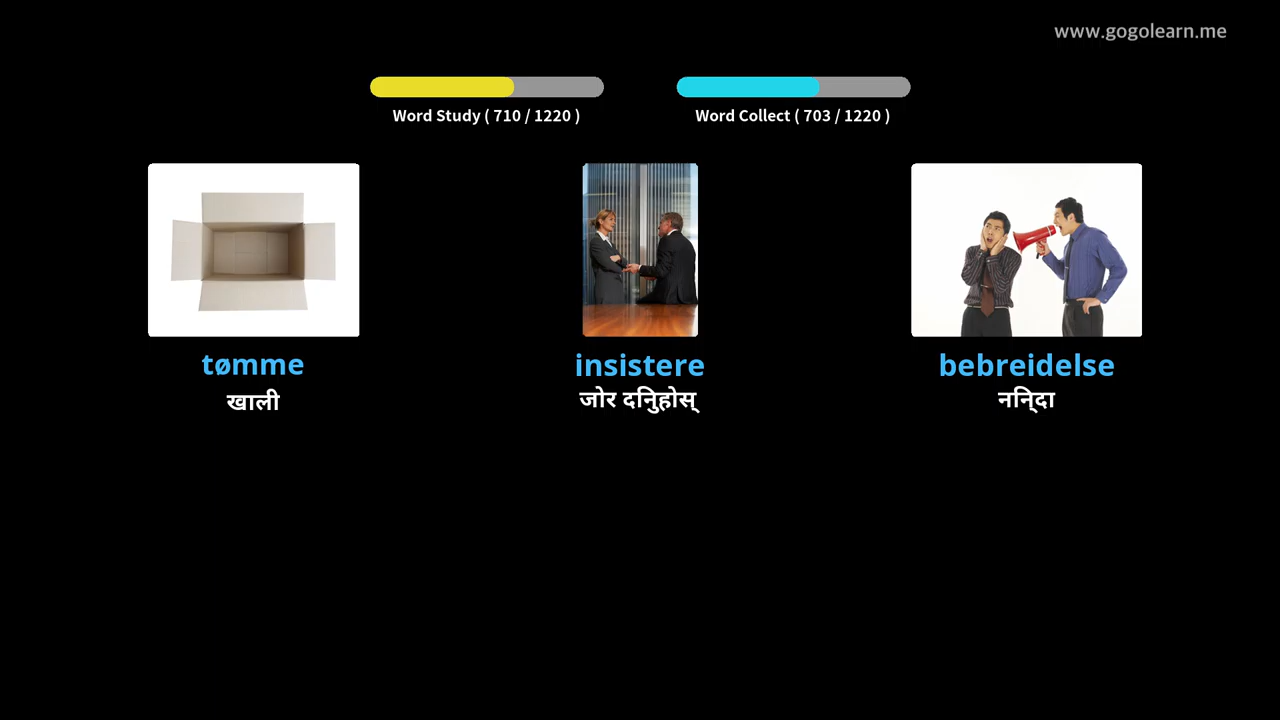 www.gogolearn.me
Word Study ( 710 / 1220 )
Word Collect ( 703 / 1220 )
tømme
insistere
bebreidelse
खाली
जोर दिनुहोस्
निन्दा